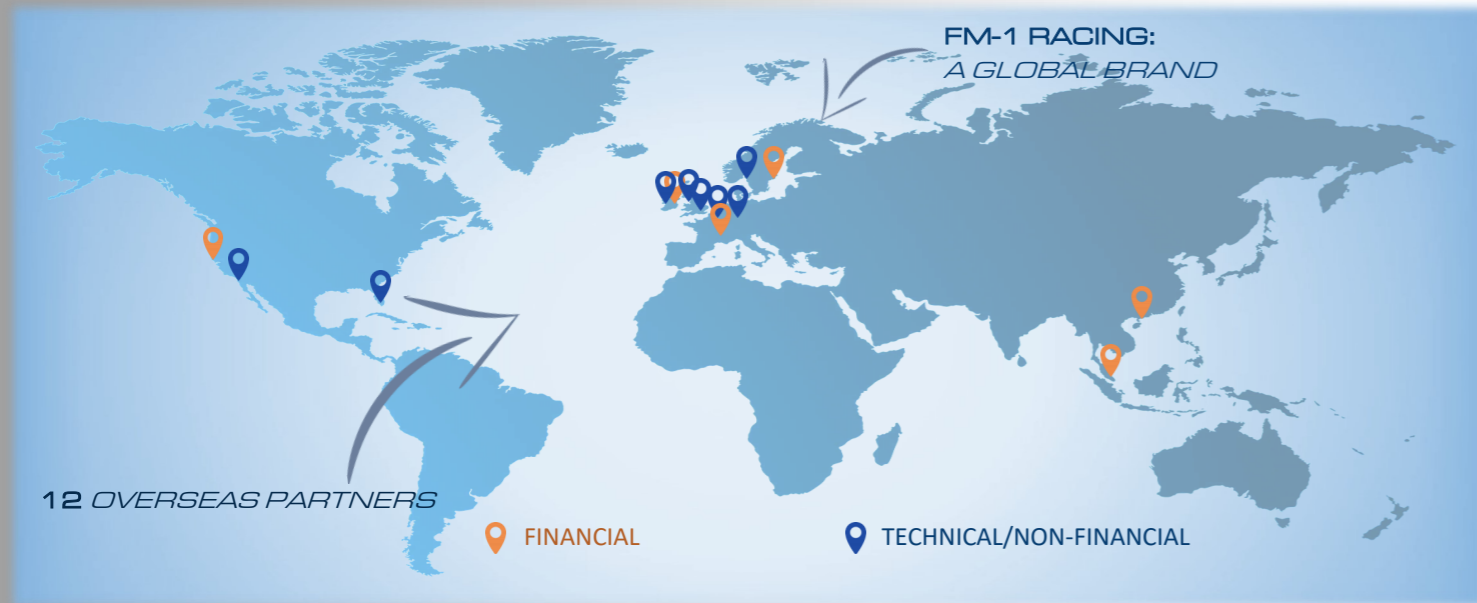 FM-1 RACING:
A GLOBAL BRAND
12 OVERSEAS PARTNERS
FINANCIAL
TECHNICAL/NON-FINANCIAL